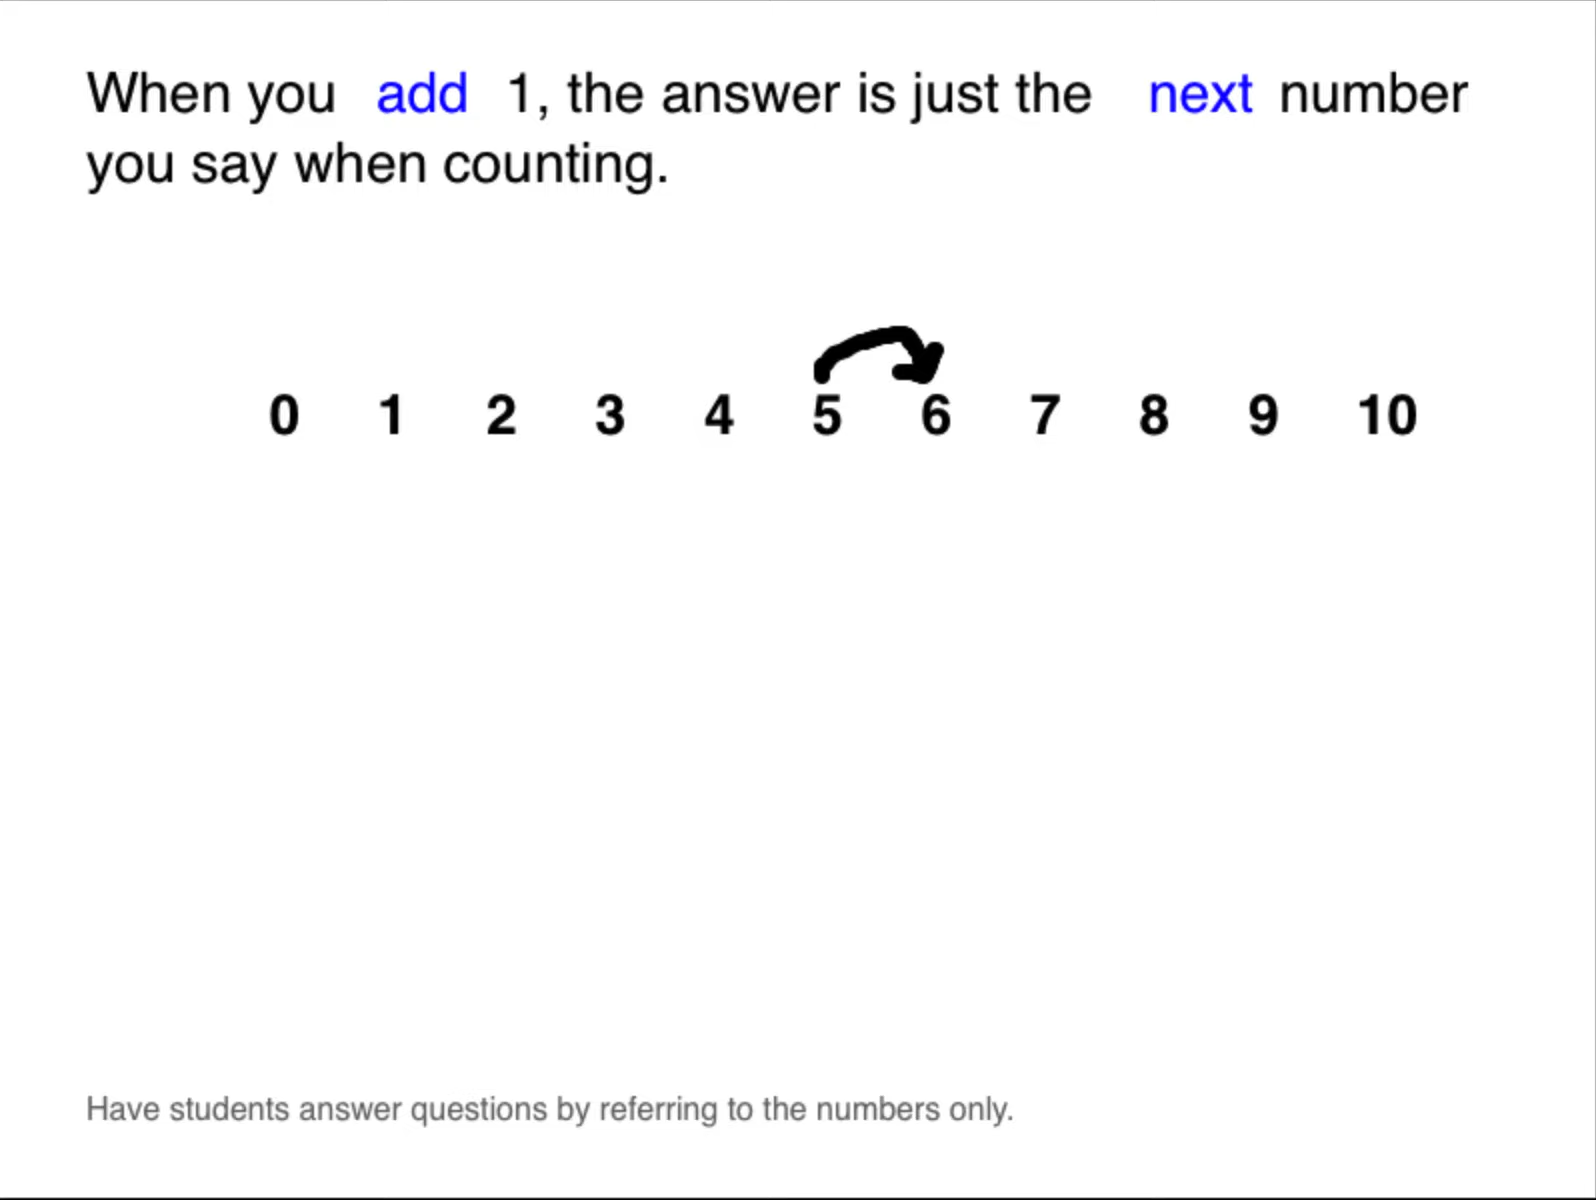 When you add 1, the answer is just the next number
you say when counting.
0 1 2 3 4 5 6 7 8 9 10
Have students answer questions by referring to the numbers only.